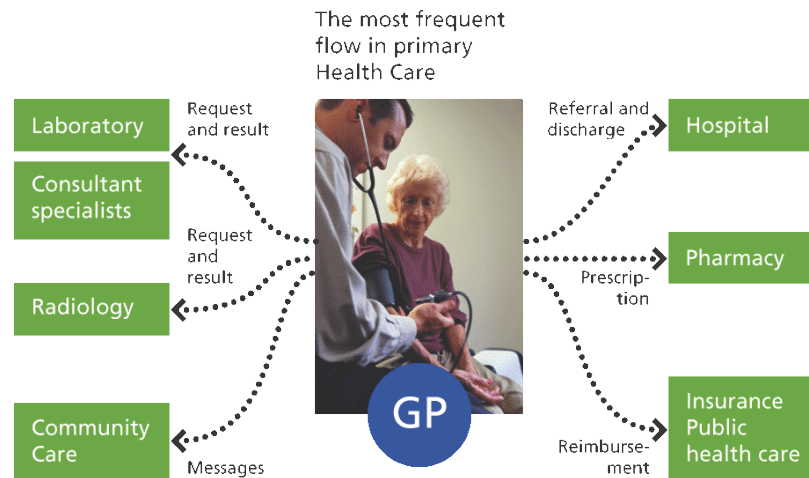 The most frequent
flow in primary
Health Care
Laboratory
Request
and result
Consultant
specialists
Request
and
result
Radiology
Community
Care
Messages
GP
Referral and
discharge
Hospital
Pharmacy
Prescrip-
tion
Insurance
Public
health care
Reimburse-
ment